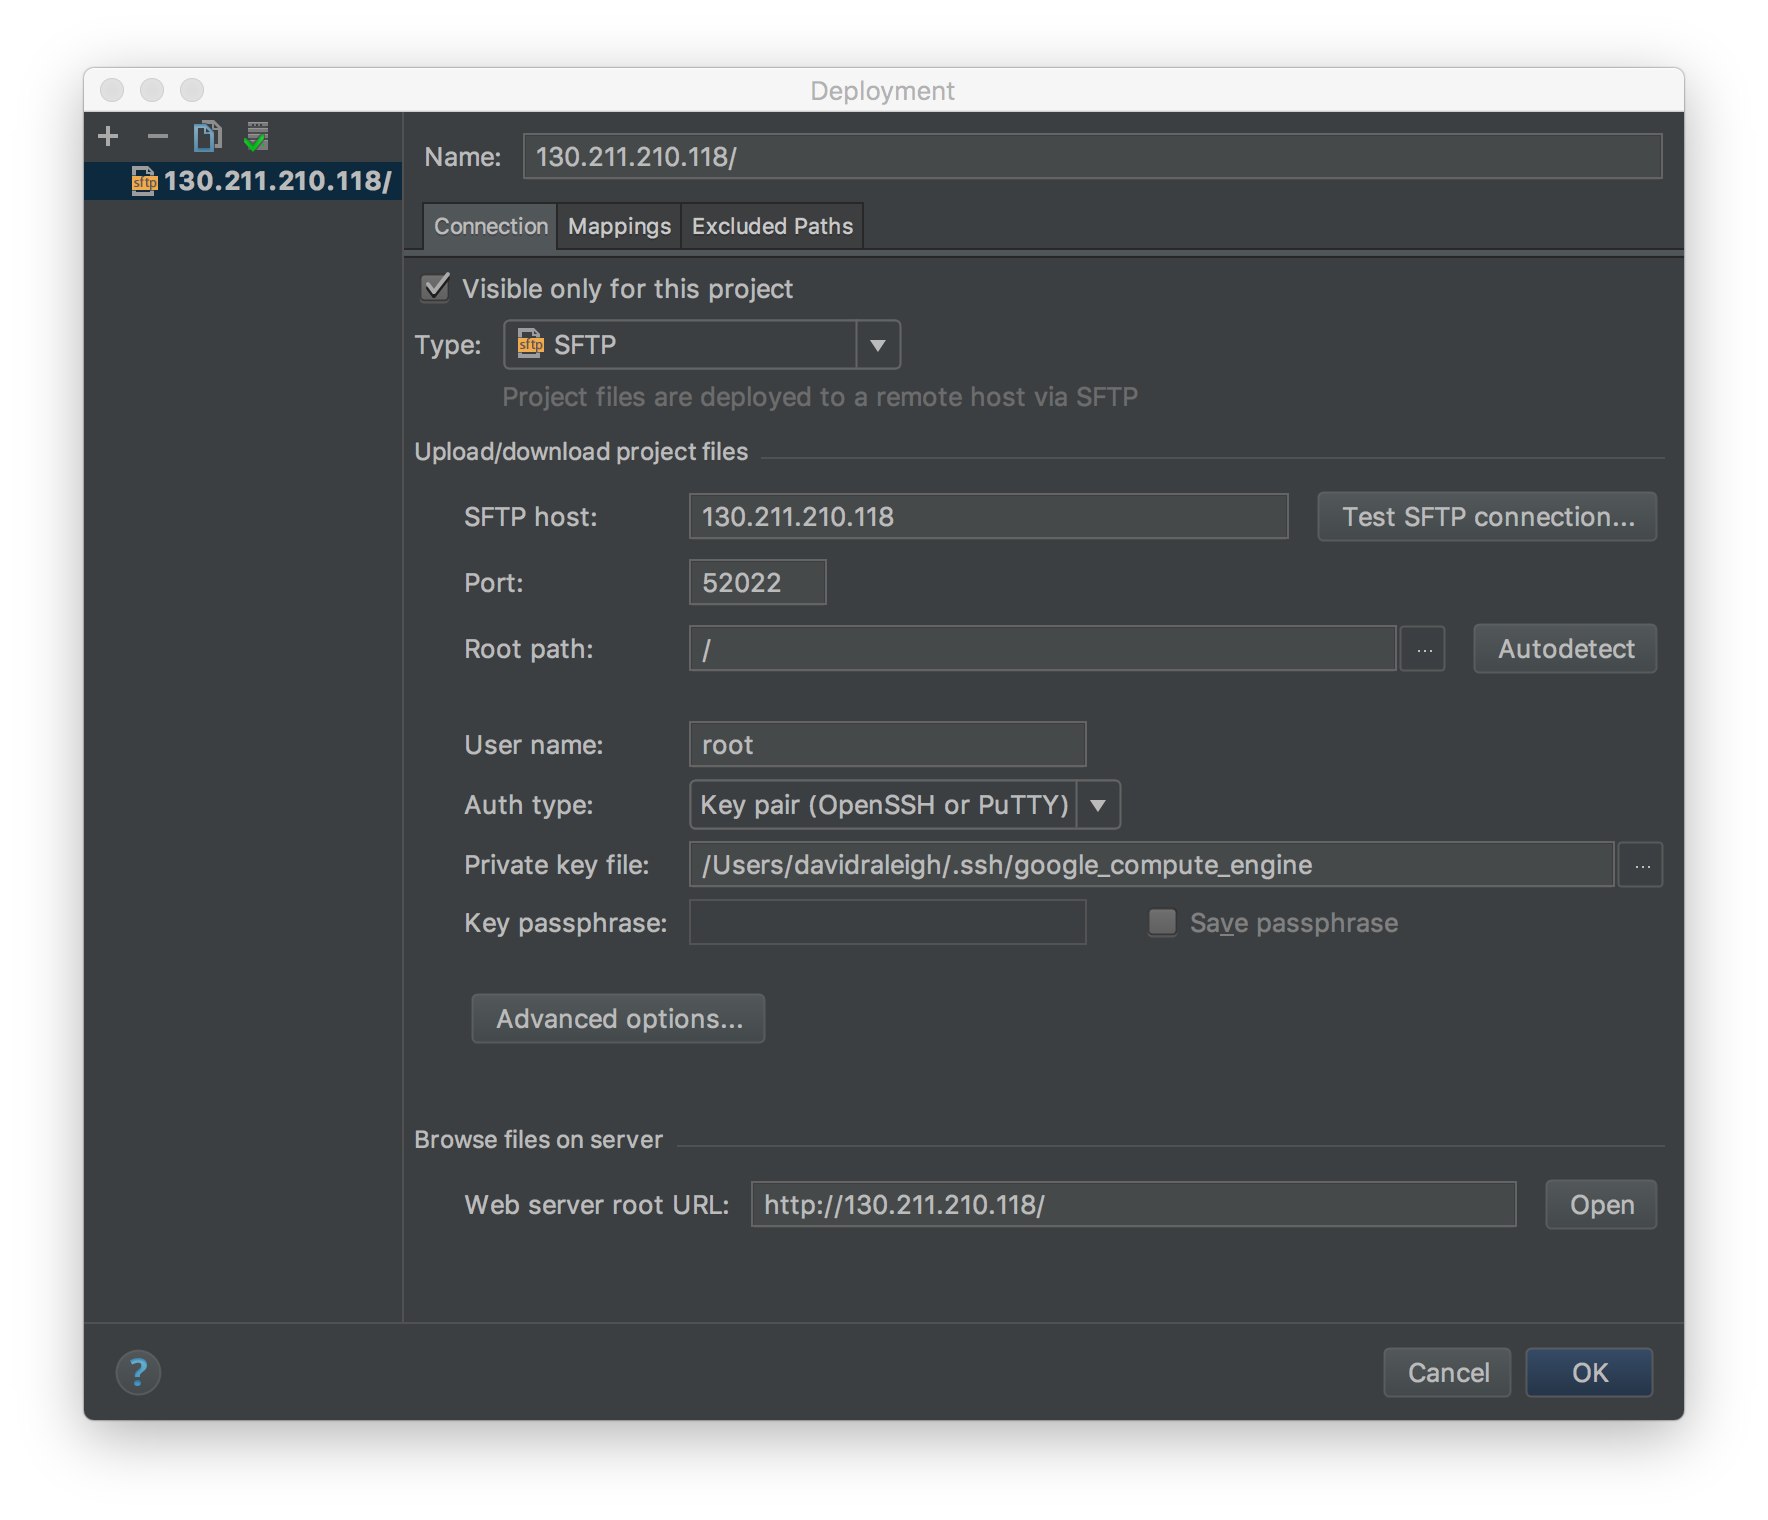 Deployment
sftp 130.211.210.118/
Name: 130.211.210.118/
Connection Mappings Excluded Paths
Visible only for this project
Type: sftp SFTP
Project files are deployed to a remote host via SFTP
Upload/download project files
SFTP host: 130.211.210.118 Test SFTP connection...
Port: 52022
Root path: / ... Autodetect
User name: root
Auth type: Key pair (OpenSSH or PuTTY)
Private key file: /Users/davidraleigh/.ssh/google_compute_engine ...
Key passphrase: Save passphrase
Advanced options...
Browse files on server
Web server root URL: http://130.211.210.118/ Open
? Cancel OK